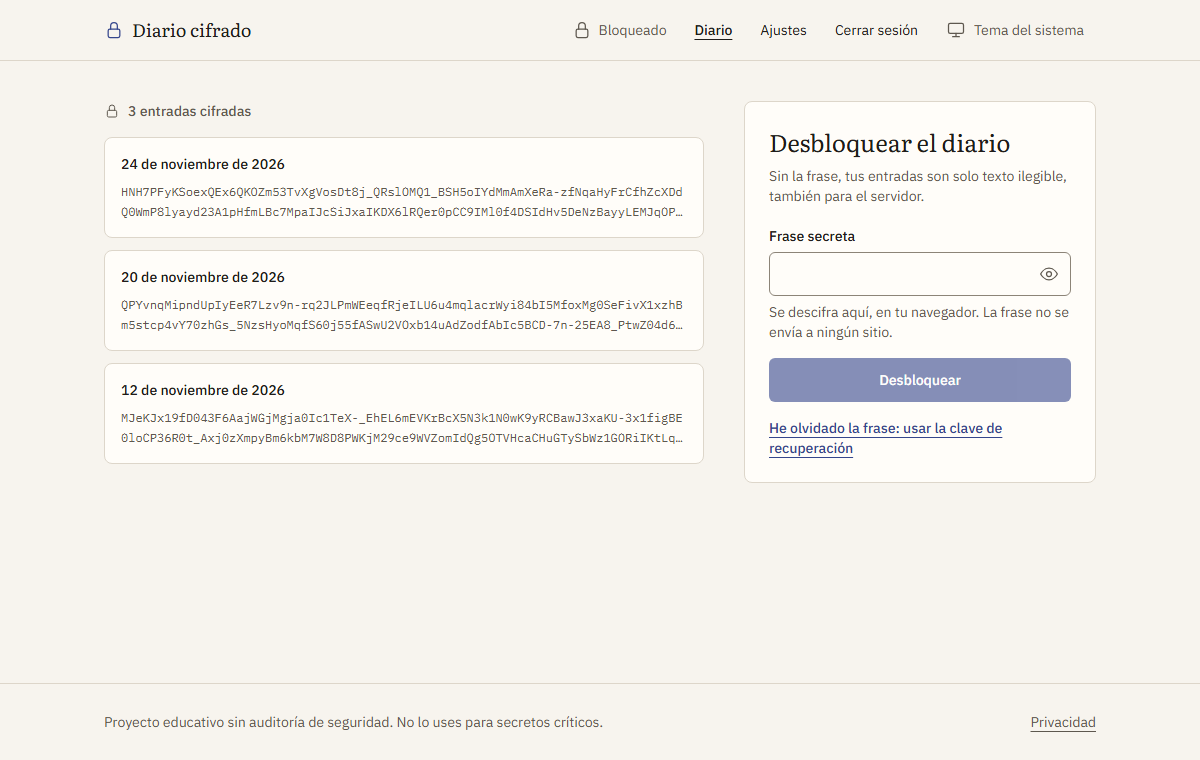 Diario cifrado
Bloqueado
Diario
Ajustes
Cerrar sesión
Tema del sistema
3 entradas cifradas
24 de noviembre de 2026
HNH7PFyKSoexQEx6QKOZm53TvXgVosDt8j_QRslOMQ1_BSH5oIYdMmAmXeRa-zfNqaHyFrCfhZcXDd
Q0WmP8lyayd23A1pHfmLBc7MpaIJcSiJxaIKDX6lRQer0pCC9IMl0f4DSIdHv5DeNzBayyLEMJqOP…
20 de noviembre de 2026
QPYvnqMipndUpIyEeR7Lzv9n-rq2JLPmWEeqfRjeILU6u4mqlacrWyi84bI5MfoxMg0SeFivX1xzhB
m5stcp4vY70zhGs_5NzsHyoMqfS60j55fASwU2VOxb14uAdZodfAbIc5BCD-7n-25EA8_PtwZ04d6…
12 de noviembre de 2026
MJeKJx19fD043F6AajWGjMgja0Ic1TeX-_EhEL6mEVKrBcX5N3k1N0wK9yRCBawJ3xaKU-3x1figBE
0loCP36R0t_Axj0zXmpyBm6kbM7W8D8PWKjM29ce9WVZomIdQg5OTVHcaCHuGTySbWz1GORiIKtLq…
Desbloquear el diario
Sin la frase, tus entradas son solo texto ilegible,
también para el servidor.
Frase secreta
Se descifra aquí, en tu navegador. La frase no se
envía a ningún sitio.
Desbloquear
He olvidado la frase: usar la clave de
recuperación
Proyecto educativo sin auditoría de seguridad. No lo uses para secretos críticos.
Privacidad